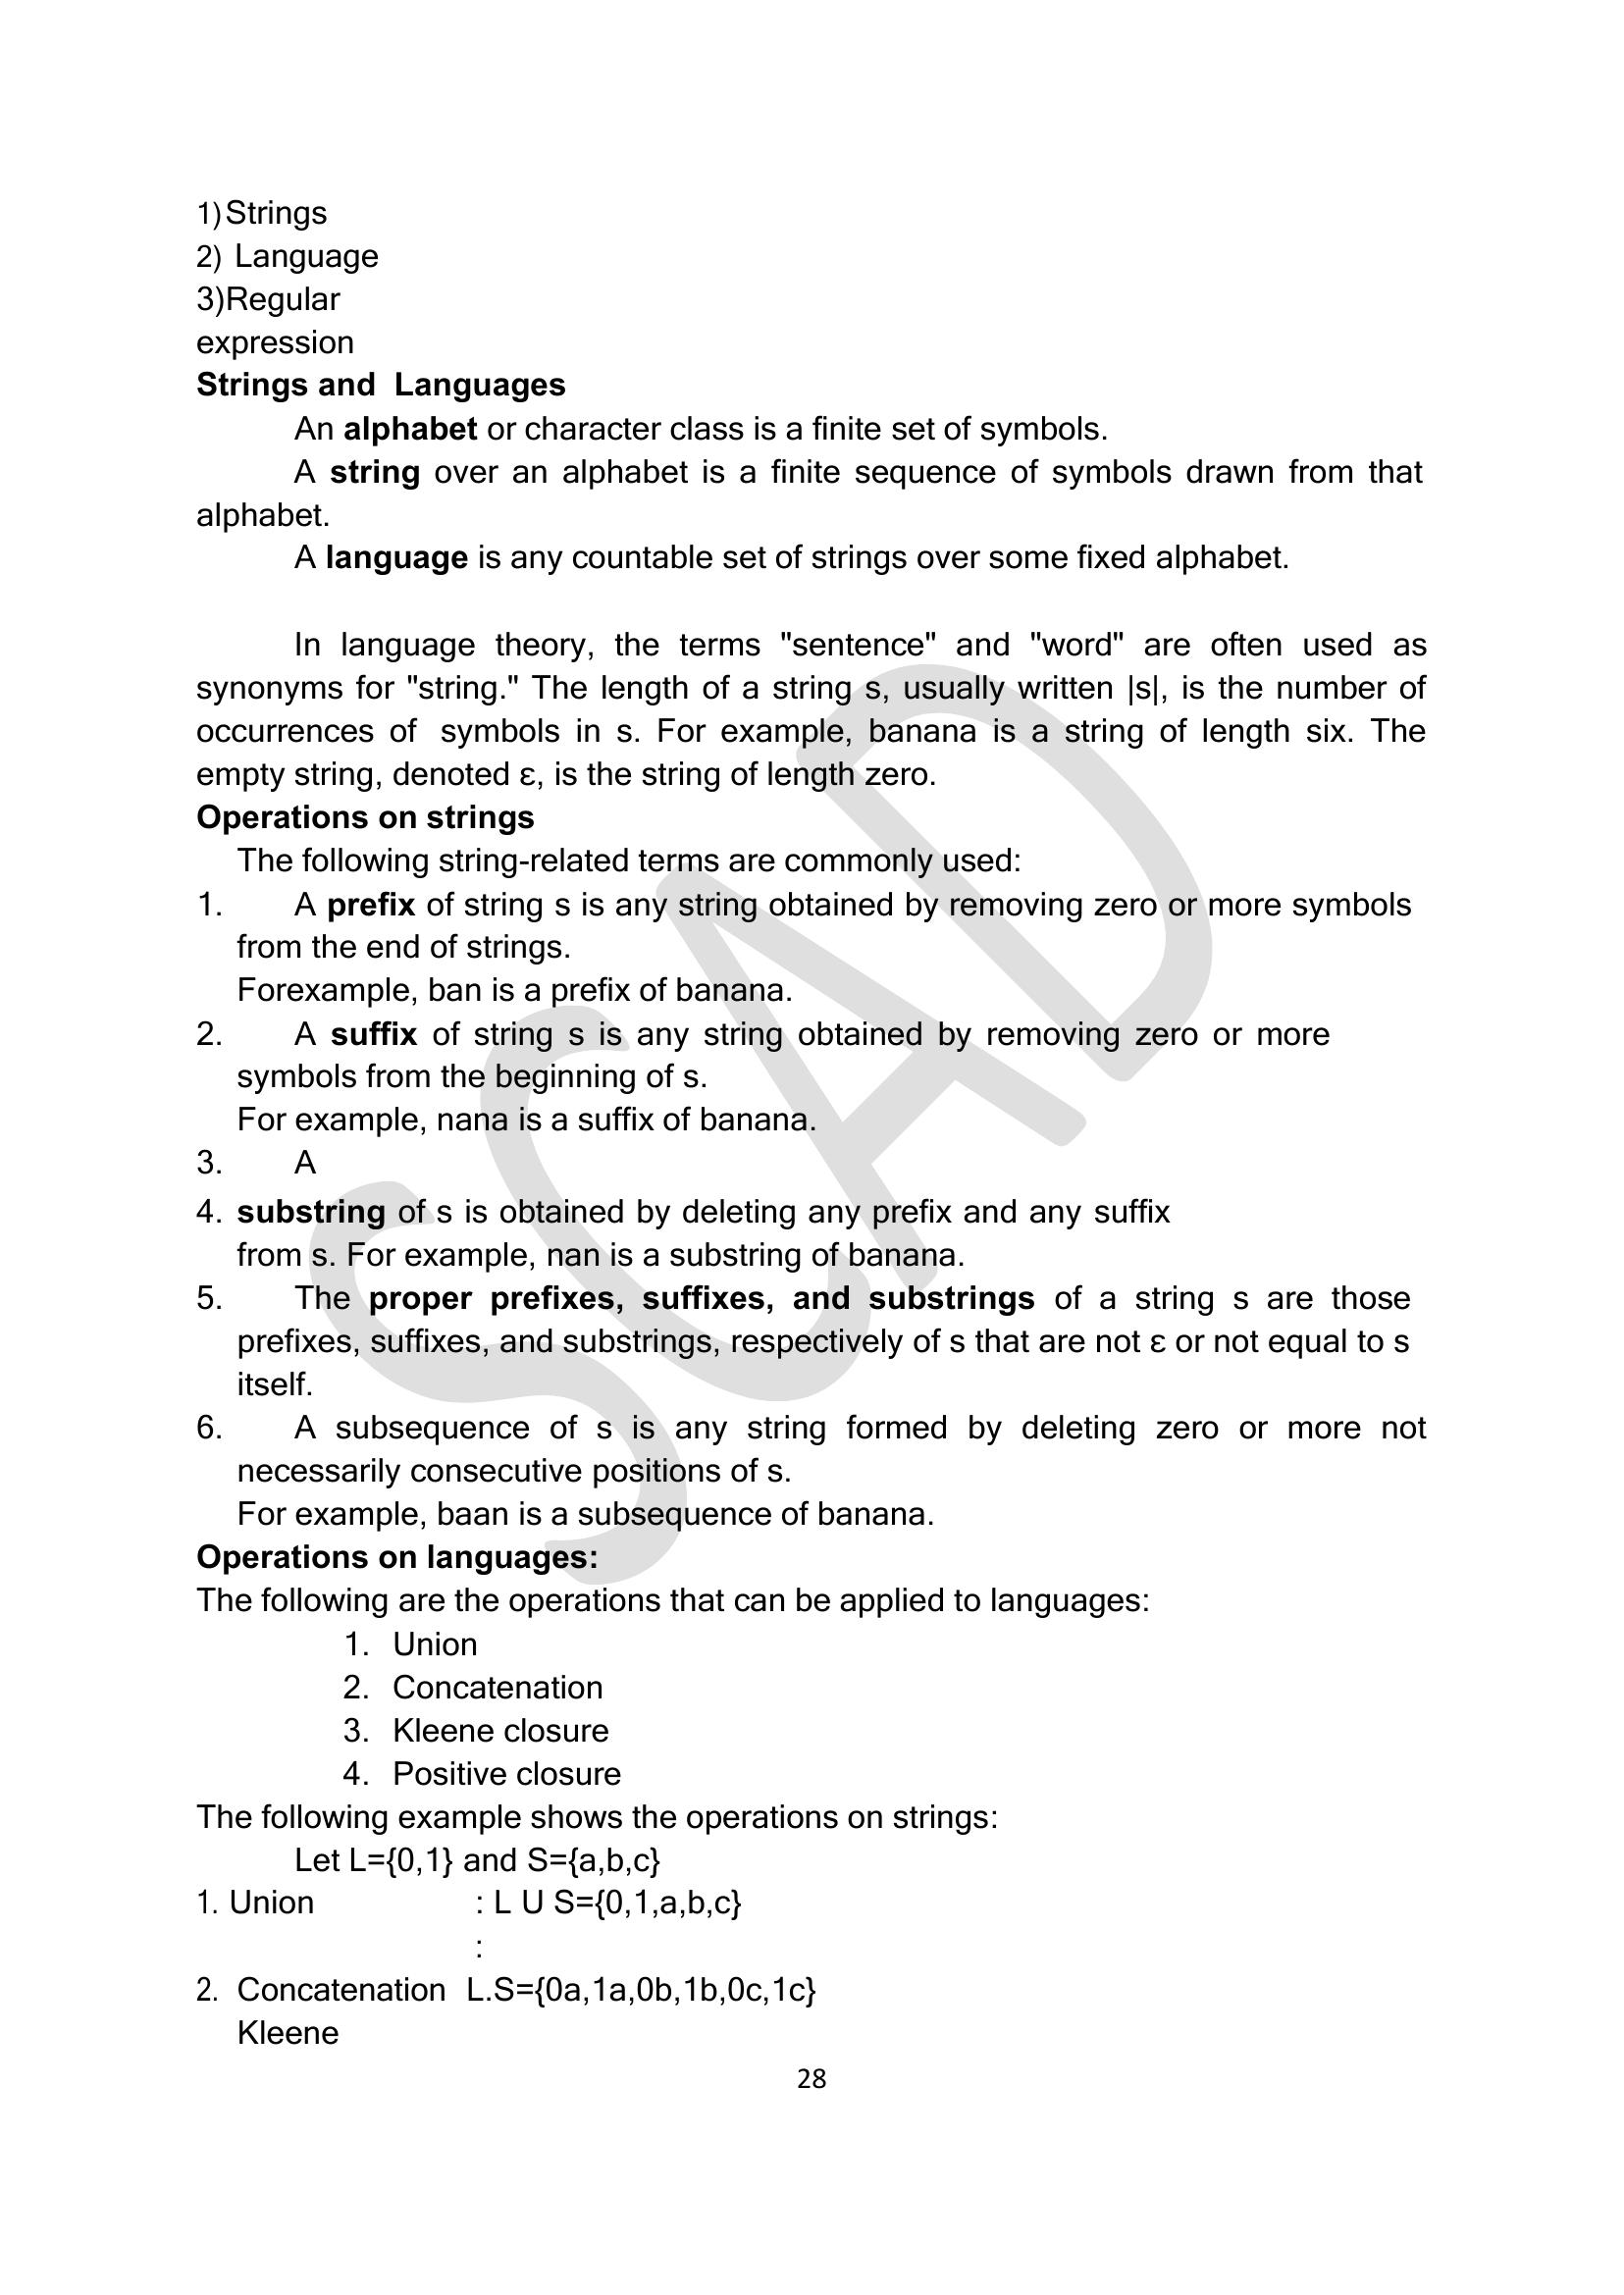 1) Strings
2) Language
3)Regular
expression
Strings and Languages
An alphabet or character class is a finite set of symbols.
A string over an alphabet is a finite sequence of symbols drawn from that
alphabet.
A language is any countable set of strings over some fixed alphabet.
In language theory, the terms "sentence" and "word" are often used as
synonyms for "string." The length of a string s, usually written |s|, is the number of
occurrences of symbols in s. For example, banana is a string of length six. The
empty string, denoted ε, is the string of length zero.
Operations on strings
The following string-related terms are commonly used:
1. A prefix of string s is any string obtained by removing zero or more symbols
from the end of strings.
Forexample, ban is a prefix of banana.
2. A suffix of string s is any string obtained by removing zero or more
symbols from the beginning of s.
For example, nana is a suffix of banana.
3. A
4. substring of s is obtained by deleting any prefix and any suffix
from s. For example, nan is a substring of banana.
5. The proper prefixes, suffixes, and substrings of a string s are those
prefixes, suffixes, and substrings, respectively of s that are not ε or not equal to s
itself.
6. A subsequence of s is any string formed by deleting zero or more not
necessarily consecutive positions of s.
For example, baan is a subsequence of banana.
Operations on languages:
The following are the operations that can be applied to languages:
1. Union
2. Concatenation
3. Kleene closure
4. Positive closure
The following example shows the operations on strings:
Let L={0,1} and S={a,b,c}
1. Union : L U S={0,1,a,b,c}
:
2. Concatenation L.S={0a,1a,0b,1b,0c,1c}
Kleene
28
SCAD